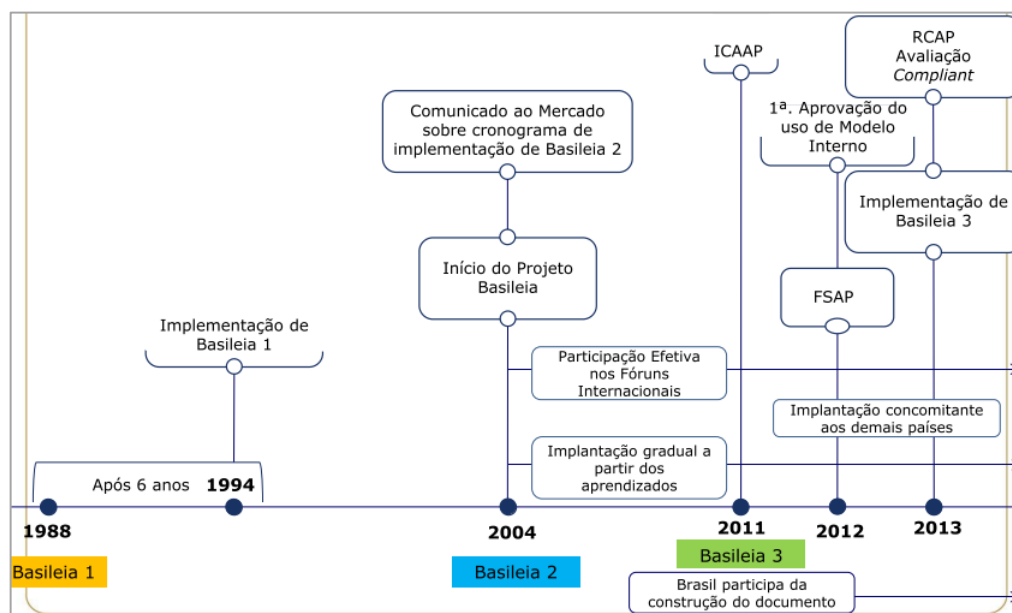 RCAP
Avaliação
Compliant
ICAAP
Comunicado ao Mercado
sobre cronograma de
implementação de Basileia 2
1ª. Aprovação do
uso de Modelo
Interno
Implementação de
Basileia 3
Início do Projeto
Basileia
FSAP
Implementação de
Basileia 1
Participação Efetiva
nos Fóruns
Internacionais
Implantação concomitante
aos demais países
Implantação gradual a
partir dos
aprendizados
Após 6 anos
1994
1988
2004
2011
2012
2013
Basileia 1
Basileia 2
Basileia 3
Brasil participa da
construção do documento